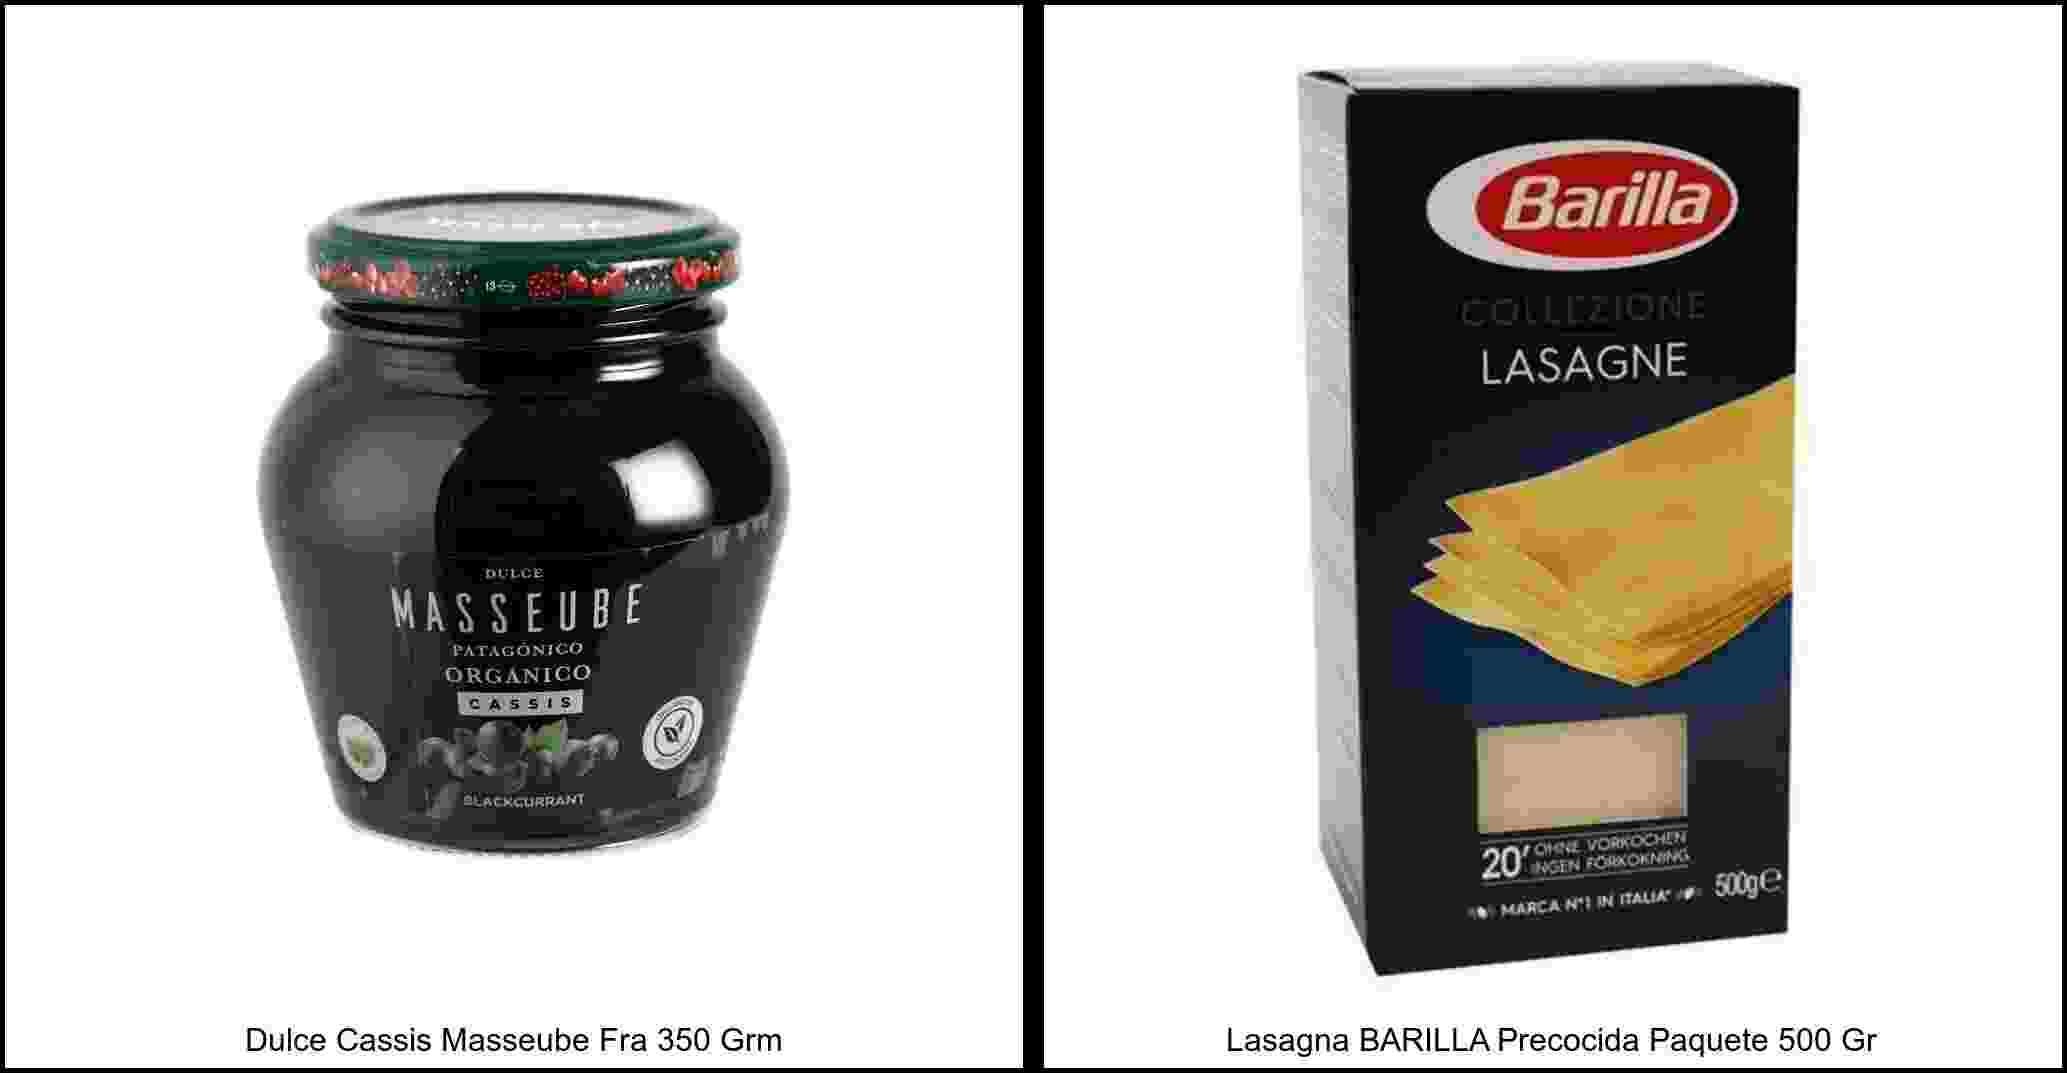 DULCE
MASSEUBE
PATAGÓNICO
ORGÁNICO
CASSIS
BLACKCURRANT
Dulce Cassis Masseube Fra 350 Grm
Barilla
COLLEZIONE
LASAGNE
20' OHNE VORKOCHEN
INGEN FÖRKOKNING
MARCA N°1 IN ITALIA*
500g℮
Lasagna BARILLA Precocida Paquete 500 Gr